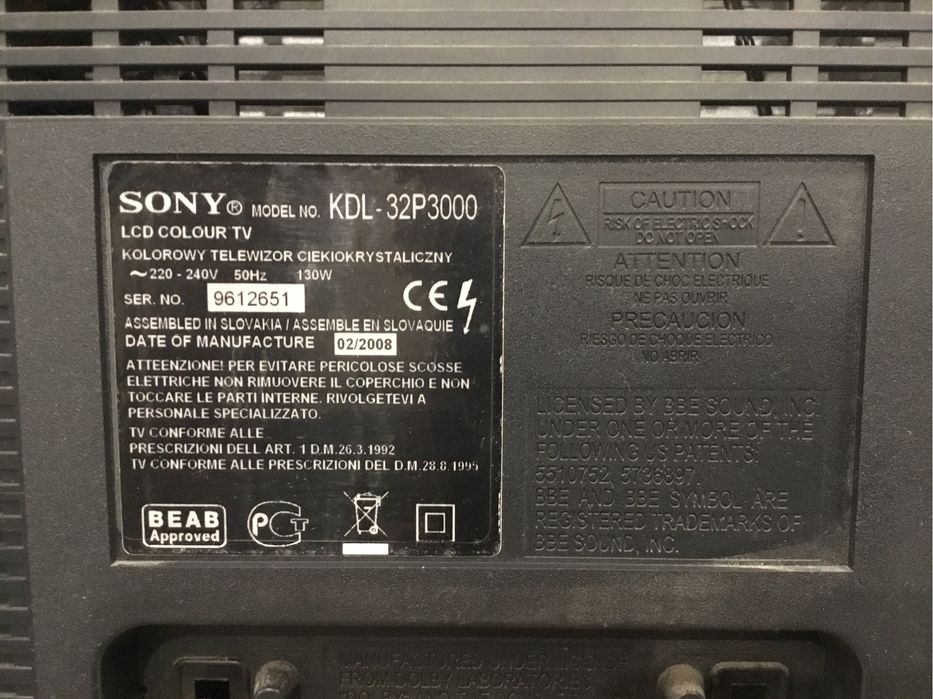 SONY® MODEL NO. KDL-32P3000
LCD COLOUR TV
KOLOROWY TELEWIZOR CIEKIOKRYSTALICZNY
~220 - 240V 50Hz 130W
SER. NO. 9612651
CE
ASSEMBLED IN SLOVAKIA / ASSEMBLE EN SLOVAQUIE
DATE OF MANUFACTURE 02/2008
ATTEENZIONE! PER EVITARE PERICOLOSE SCOSSE
ELETTRICHE NON RIMUOVERE IL COPERCHIO E NON
TOCCARE LE PARTI INTERNE. RIVOLGETEVI A
PERSONALE SPECIALIZZATO.
TV CONFORME ALLE
PRESCRIZIONI DELL ART. 1 D.M.26.3.1992
TV CONFORME ALLE PRESCRIZIONI DEL D.M.28.8.1995
BEAB
Approved
PCT
CAUTION
RISK OF ELECTRIC SHOCK
DO NOT OPEN
ATTENTION
RISQUE DE CHOC ELECTRIQUE
NE PAS OUVRIR
PRECAUCION
RIESGO DE CHOQUE ELECTRICO
NO ABRIR
LICENSED BY BBE SOUND, INC.
UNDER ONE OR MORE OF THE
FOLLOWING US PATENTS:
5510752, 5736897.
BBE AND BBE SYMBOL ARE
REGISTERED TRADEMARKS OF
BBE SOUND, INC.
MANUFACTURED UNDER LICENSE
FROM DOLBY LABORATORIES